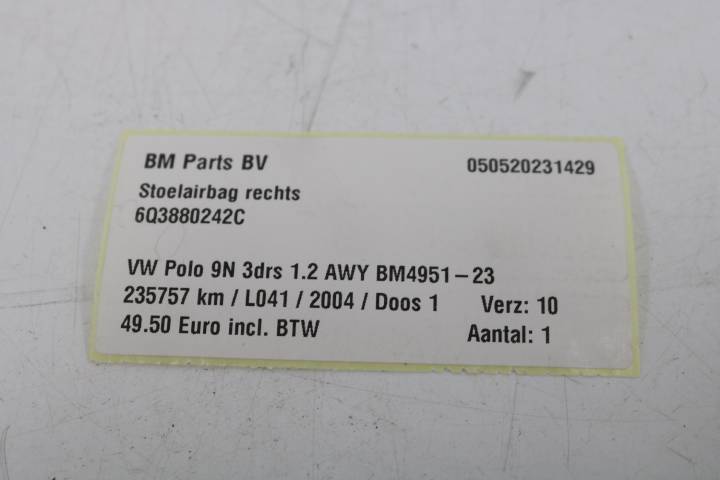 BM Parts BV 050520231429
Stoelairbag rechts
6Q3880242C
VW Polo 9N 3drs 1.2 AWY BM4951-23
235757 km / L041 / 2004 / Doos 1 Verz: 10
49.50 Euro incl. BTW Aantal: 1